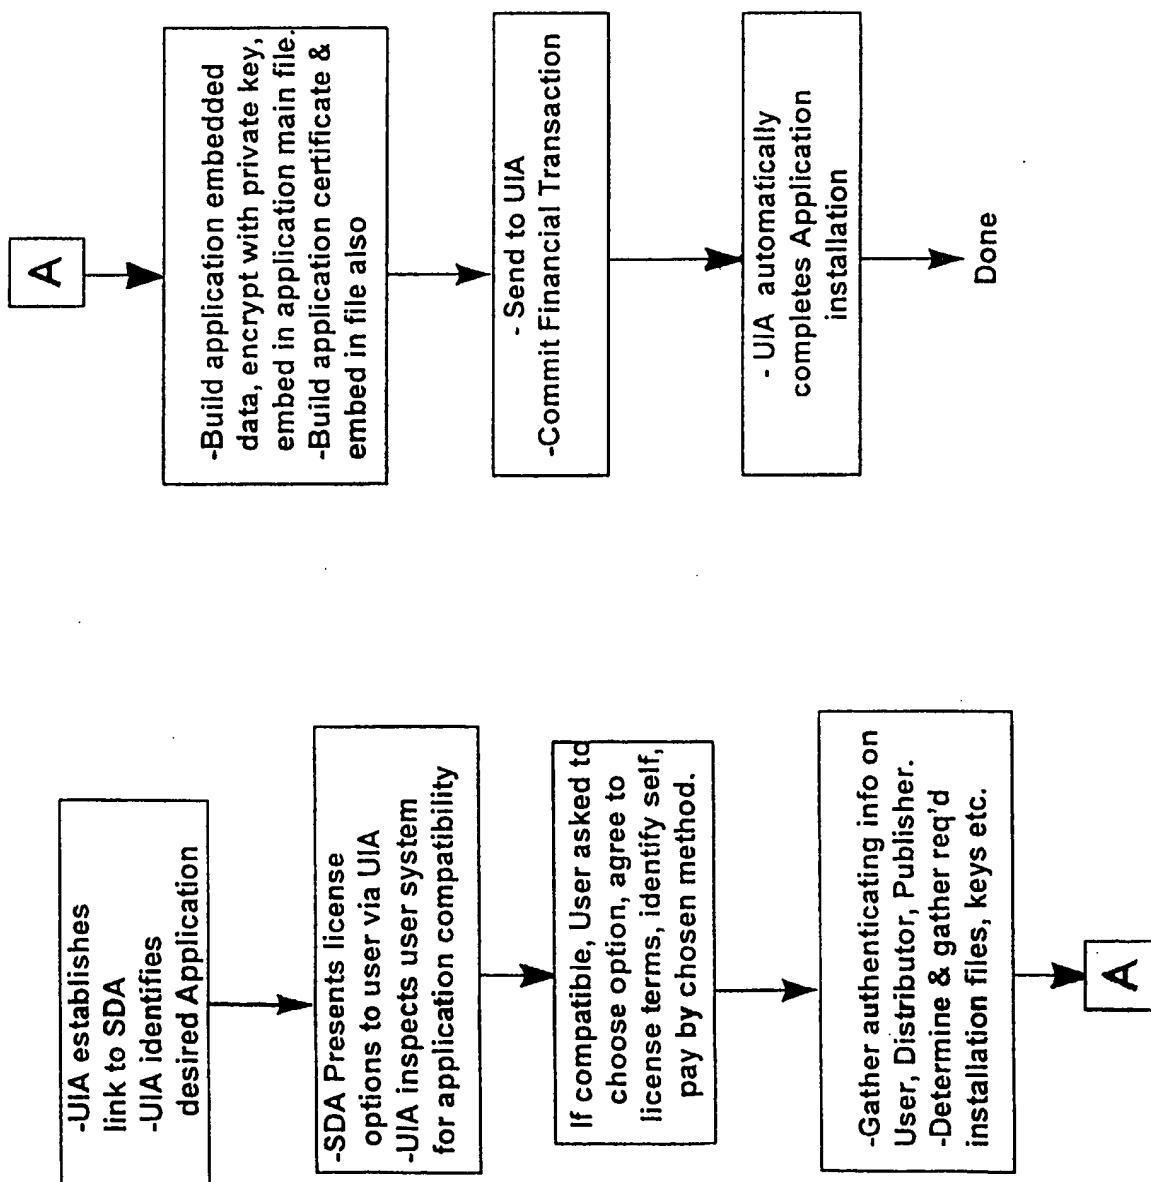 -UIA establishes
link to SDA
-UIA identifies
desired Application
-SDA Presents license
options to user via UIA
-UIA inspects user system
for application compatibility
If compatible, User asked to
choose option, agree to
license terms, identify self,
pay by chosen method.
-Gather authenticating info on
User, Distributor, Publisher.
-Determine & gather req'd
installation files, keys etc.
A
A
-Build application embedded
data, encrypt with private key,
embed in application main file.
-Build application certificate &
embed in file also
- Send to UIA
-Commit Financial Transaction
- UIA automatically
completes Application
installation
Done